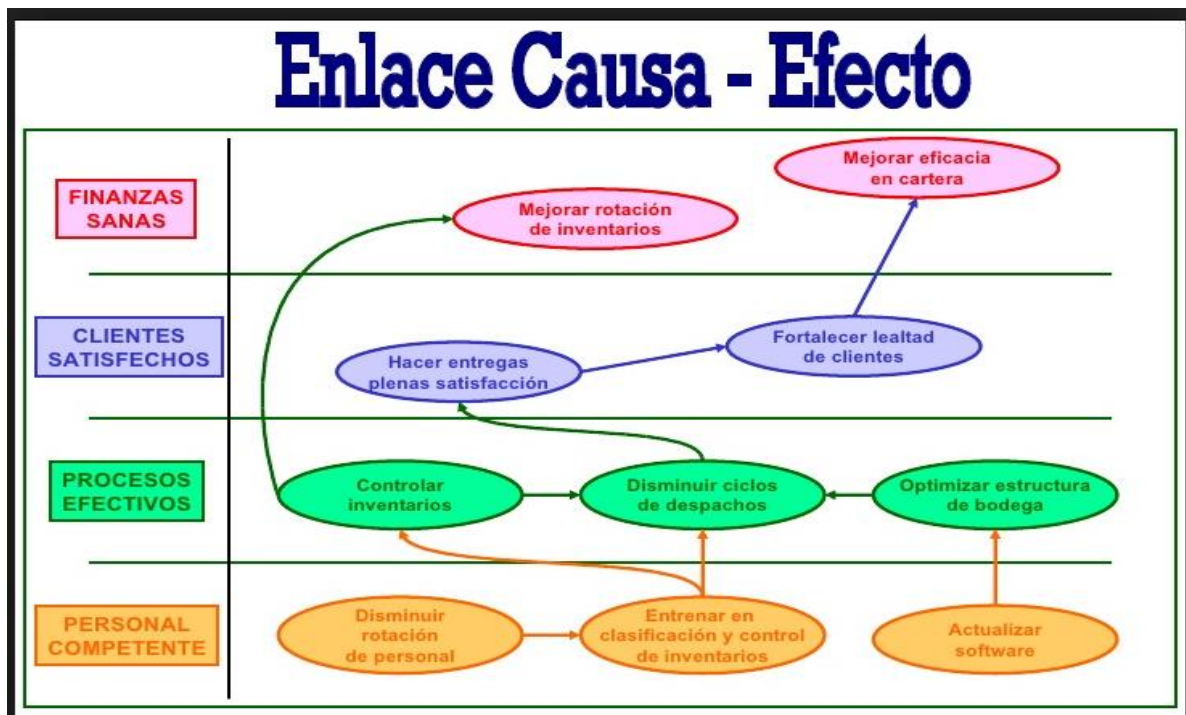 Enlace Causa - Efecto
FINANZAS
SANAS
Mejorar eficacia
en cartera
Mejorar rotación
de inventarios
CLIENTES
SATISFECHOS
Fortalecer lealtad
de clientes
Hacer entregas
plenas satisfacción
PROCESOS
EFECTIVOS
Controlar
inventarios
Disminuir ciclos
de despachos
Optimizar estructura
de bodega
PERSONAL
COMPETENTE
Disminuir
rotación
de personal
Entrenar en
clasificación y control
de inventarios
Actualizar
software